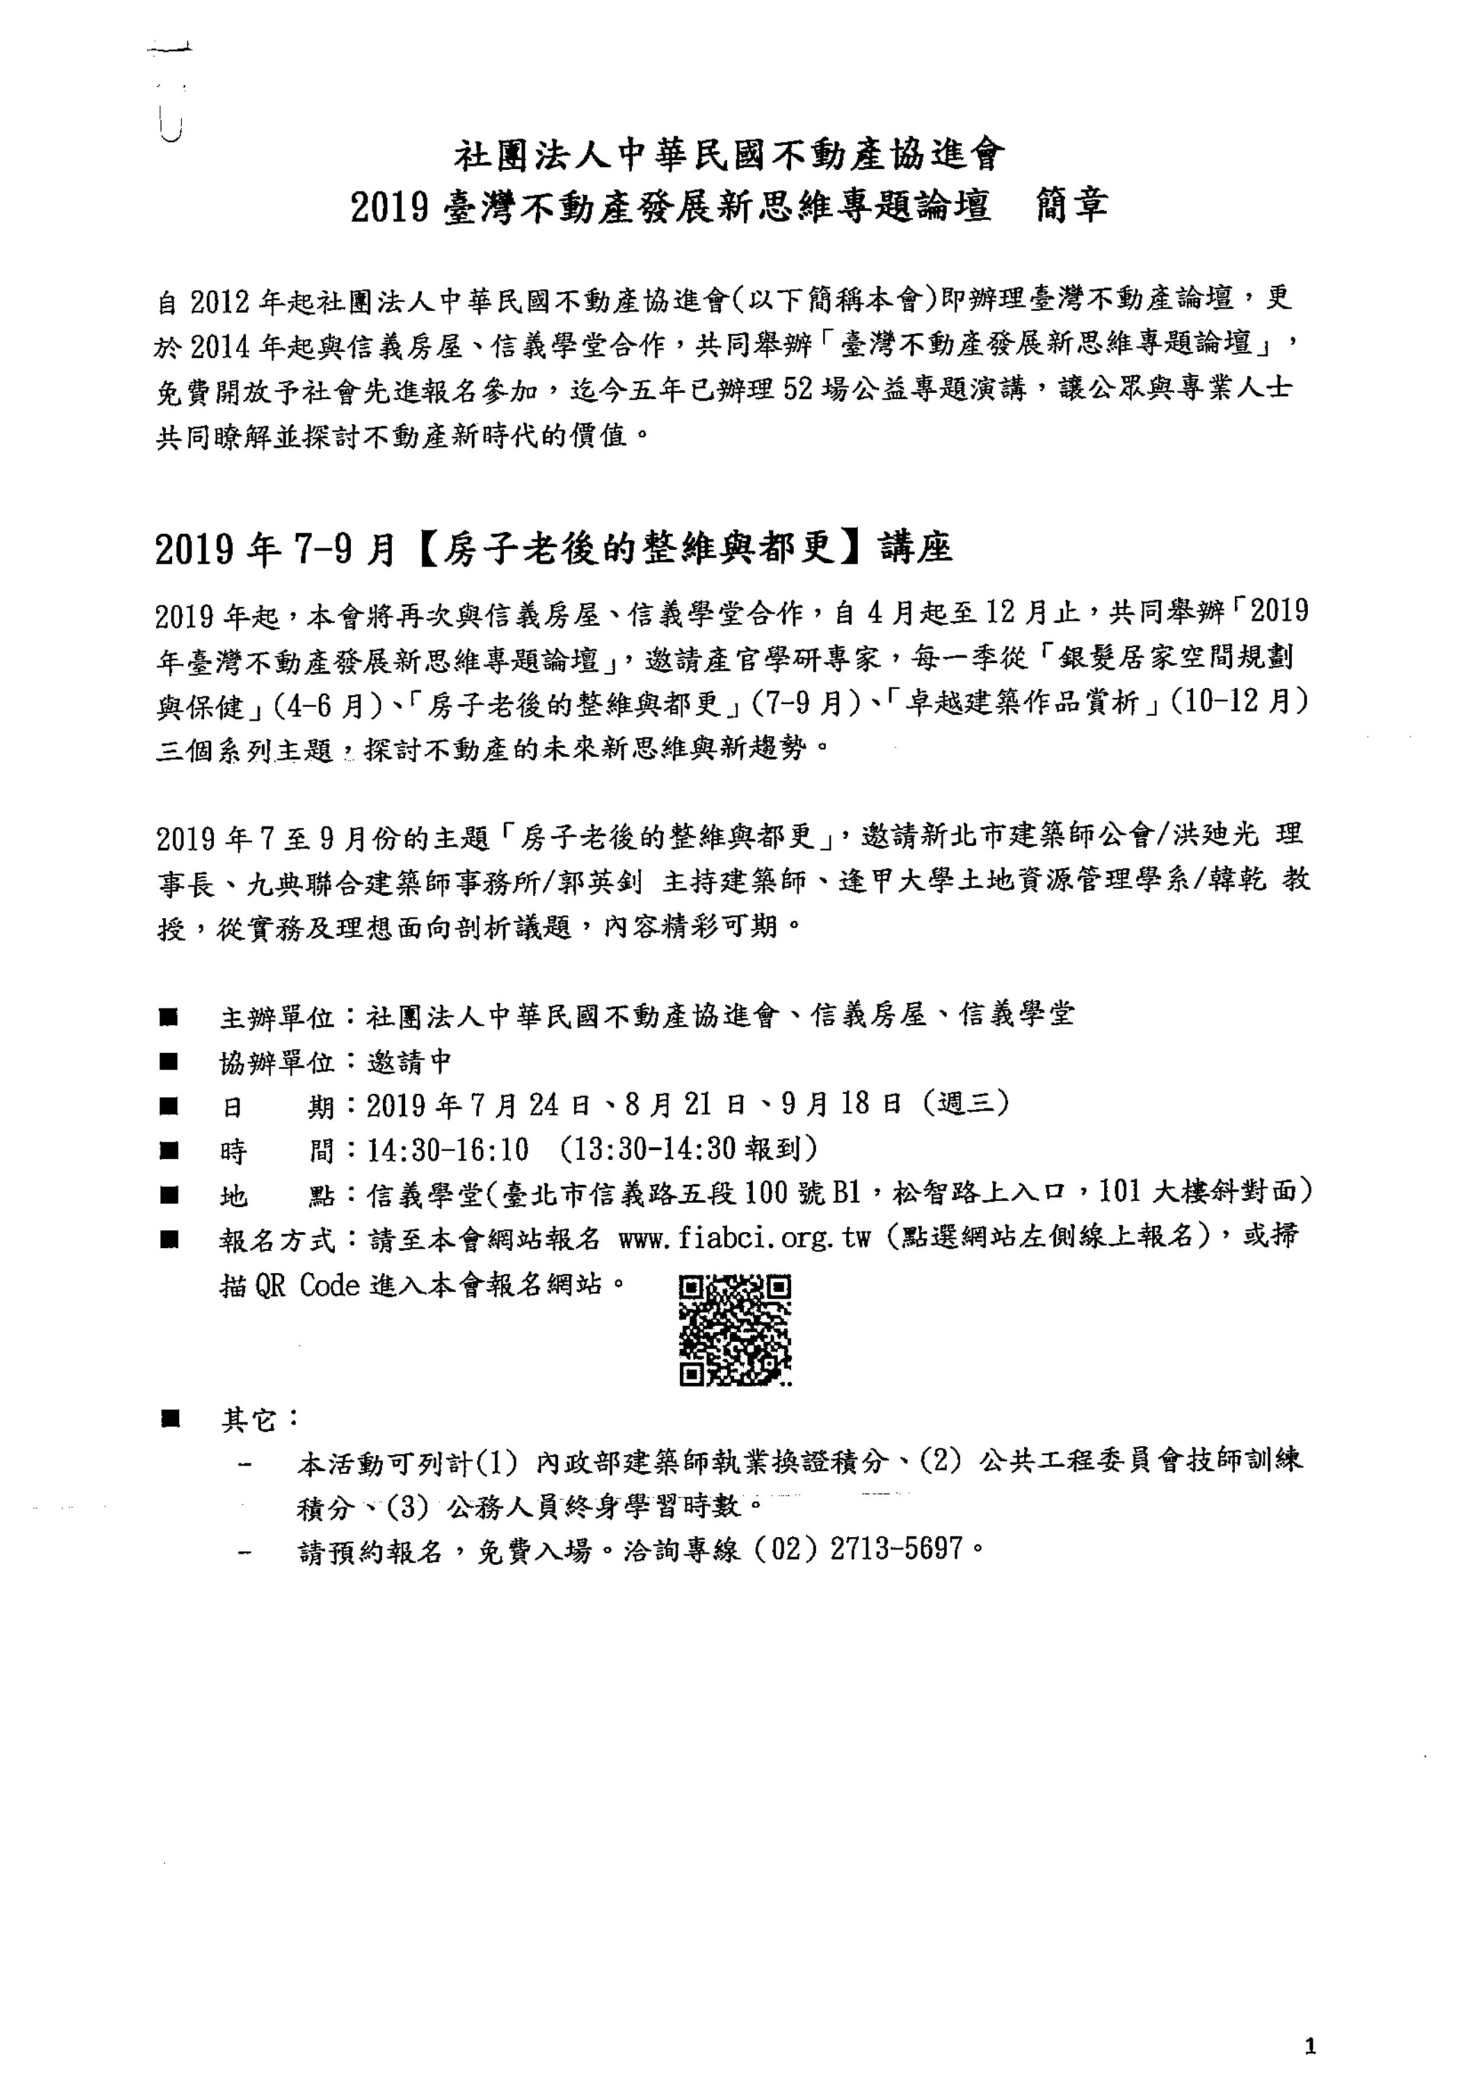 社團法人中華民國不動產協進會
2019 臺灣不動產發展新思維專題論壇　簡章
自 2012 年起社團法人中華民國不動產協進會(以下簡稱本會)即辦理臺灣不動產論壇，更
於 2014 年起與信義房屋、信義學堂合作，共同舉辦「臺灣不動產發展新思維專題論壇」，
免費開放予社會先進報名參加，迄今五年已辦理 52 場公益專題演講，讓公眾與專業人士
共同瞭解並探討不動產新時代的價值。
2019 年 7-9 月【房子老後的整維與都更】講座
2019 年起，本會將再次與信義房屋、信義學堂合作，自 4 月起至 12 月止，共同舉辦「2019
年臺灣不動產發展新思維專題論壇」，邀請產官學研專家，每一季從「銀髮居家空間規劃
與保健」(4-6 月)、「房子老後的整維與都更」(7-9 月)、「卓越建築作品賞析」(10-12 月)
三個系列主題，探討不動產的未來新思維與新趨勢。
2019 年 7 至 9 月份的主題「房子老後的整維與都更」，邀請新北市建築師公會/洪迪光 理
事長、九典聯合建築師事務所/郭英釗 主持建築師、逢甲大學土地資源管理學系/韓乾 教
授，從實務及理想面向剖析議題，內容精彩可期。
■ 主辦單位：社團法人中華民國不動產協進會、信義房屋、信義學堂
■ 協辦單位：邀請中
■ 日　　期：2019 年 7 月 24 日、8 月 21 日、9 月 18 日 (週三)
■ 時　　間：14:30-16:10 (13:30-14:30 報到)
■ 地　　點：信義學堂(臺北市信義路五段 100 號 B1，松智路上入口，101 大樓斜對面)
■ 報名方式：請至本會網站報名 www.fiabci.org.tw (點選網站左側線上報名)，或掃
描 QR Code 進入本會報名網站。
■ 其它：
- 本活動可列計(1) 內政部建築師執業換證積分、(2) 公共工程委員會技師訓練
積分、(3) 公務人員終身學習時數。
- 請預約報名，免費入場。洽詢專線 (02) 2713-5697。
1